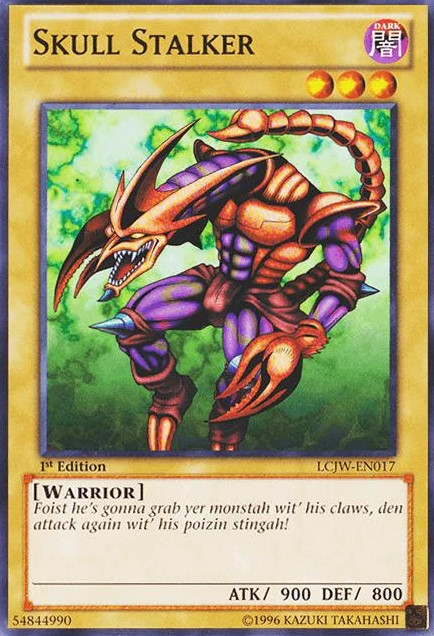 SKULL STALKER
DARK
闇
1st Edition
LCJW-EN017
[WARRIOR]
Foist he's gonna grab yer monstah wit' his claws, den
attack again wit' his poizin stingah!
ATK/ 900 DEF/ 800
54844990
©1996 KAZUKI TAKAHASHI